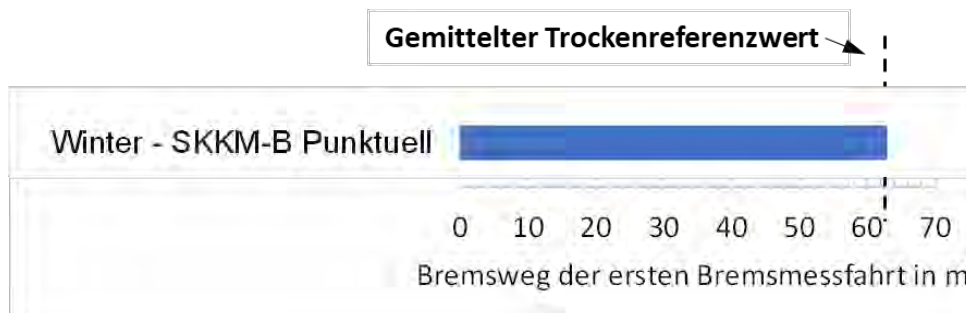 Gemittelter Trockenreferenzwert
Winter - SKKM-B Punktuell
0 10 20 30 40 50 60 70
Bremsweg der ersten Bremsmessfahrt in m